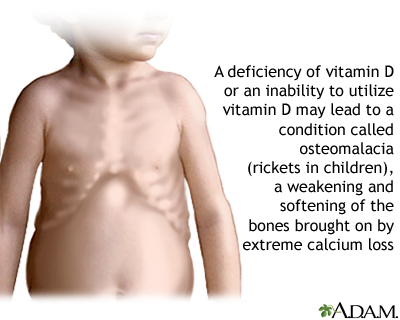 A deficiency of vitamin D
or an inability to utilize
vitamin D may lead to a
condition called
osteomalacia
(rickets in children),
a weakening and
softening of the
bones brought on by
extreme calcium loss
A.D.A.M.